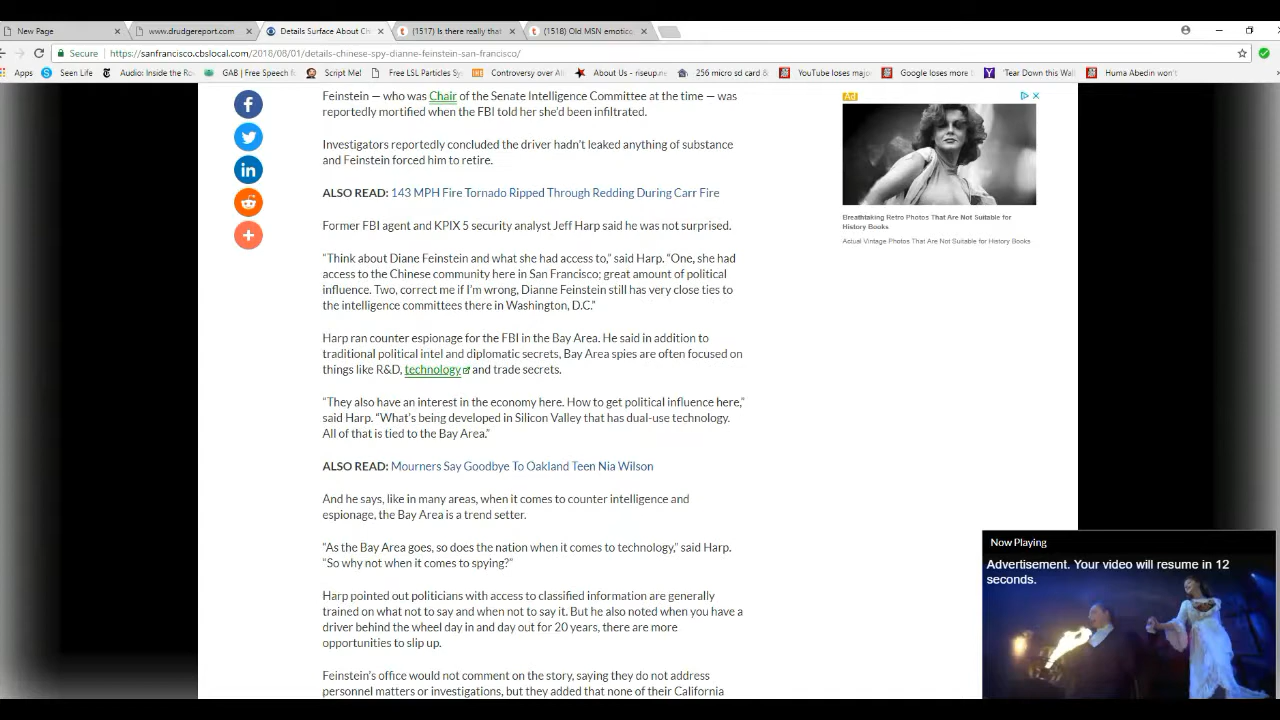 New Page
www.drudgereport.com
Details Surface About Ch
(1517) Is there really that
(1518) Old MSN emotico
Secure
https://sanfrancisco.cbslocal.com/2018/08/01/details-chinese-spy-dianne-feinstein-san-francisco/
Apps
Seen Life
Audio: Inside the Ro
GAB | Free Speech f
Script Me!
Free LSL Particles Sy
Controversy over Al
About Us - riseup.ne
256 micro sd card &
YouTube loses majo
Google loses more
'Tear Down this Wal
Huma Abedin won't
Feinstein — who was Chair of the Senate Intelligence Committee at the time — was
reportedly mortified when the FBI told her she'd been infiltrated.
Investigators reportedly concluded the driver hadn't leaked anything of substance
and Feinstein forced him to retire.
ALSO READ: 143 MPH Fire Tornado Ripped Through Redding During Carr Fire
Former FBI agent and KPIX 5 security analyst Jeff Harp said he was not surprised.
"Think about Diane Feinstein and what she had access to," said Harp. "One, she had
access to the Chinese community here in San Francisco; great amount of political
influence. Two, correct me if I'm wrong, Dianne Feinstein still has very close ties to
the intelligence committees there in Washington, D.C."
Harp ran counter espionage for the FBI in the Bay Area. He said in addition to
traditional political intel and diplomatic secrets, Bay Area spies are often focused on
things like R&D, technology and trade secrets.
"They also have an interest in the economy here. How to get political influence here,"
said Harp. "What's being developed in Silicon Valley that has dual-use technology.
All of that is tied to the Bay Area."
ALSO READ: Mourners Say Goodbye To Oakland Teen Nia Wilson
And he says, like in many areas, when it comes to counter intelligence and
espionage, the Bay Area is a trend setter.
"As the Bay Area goes, so does the nation when it comes to technology," said Harp.
"So why not when it comes to spying?"
Harp pointed out politicians with access to classified information are generally
trained on what not to say and when not to say it. But he also noted when you have a
driver behind the wheel day in and day out for 20 years, there are more
opportunities to slip up.
Feinstein's office would not comment on the story, saying they do not address
personnel matters or investigations, but they added that none of their California
Ad
Breathtaking Retro Photos That Are Not Suitable for
History Books
Actual Vintage Photos That Are Not Suitable for History Books
Now Playing
Advertisement. Your video will resume in 12
seconds.